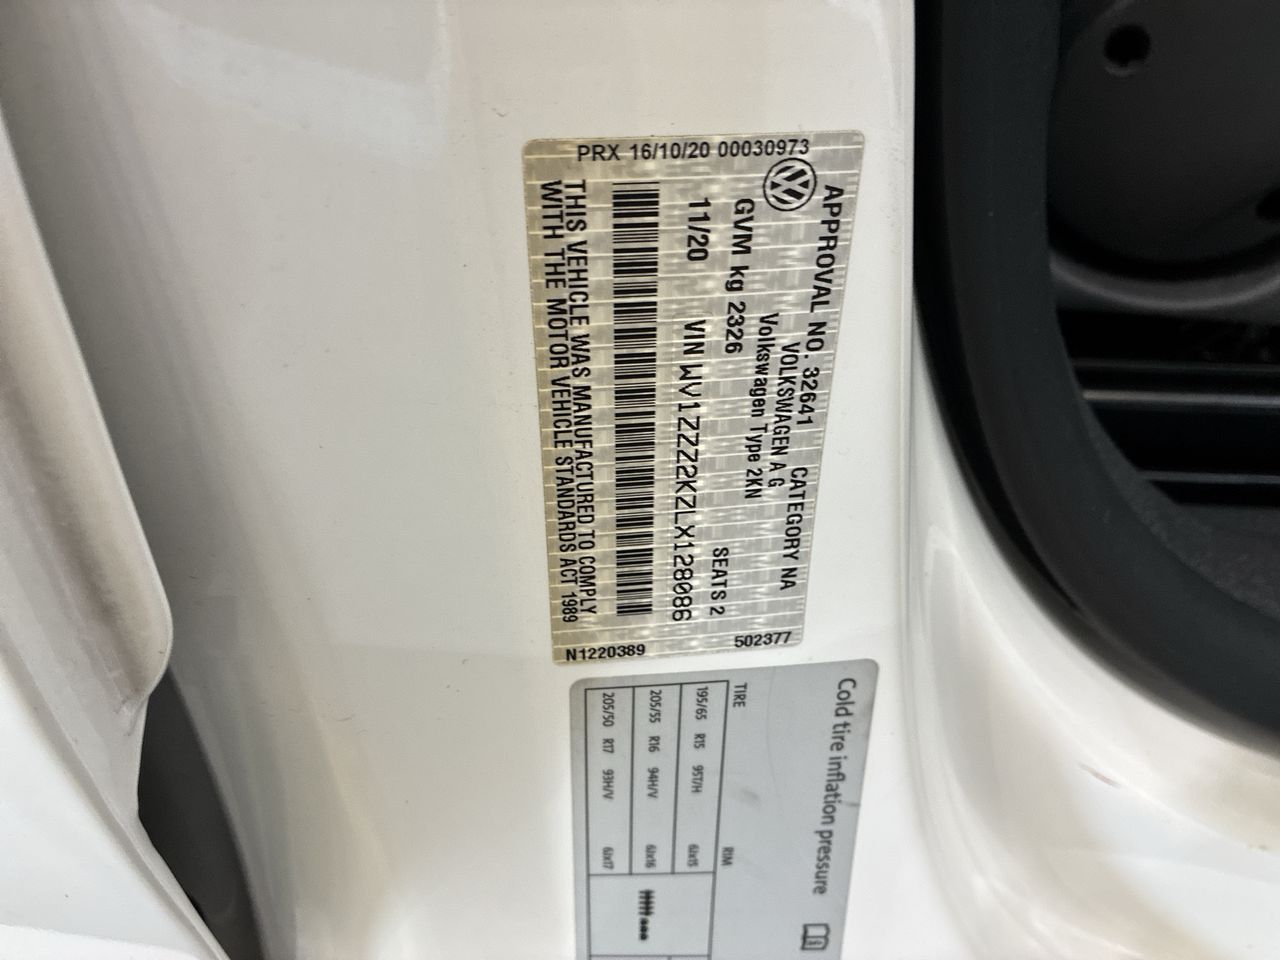 PRX 16/10/20 00030973
APPROVAL NO. 32641 CATEGORY NA
VOLKSWAGEN A G
Volkswagen Type 2KN
GVM kg 2326 SEATS 2
11/20 VIN WV1ZZZ2KZLX128086
THIS VEHICLE WAS MANUFACTURED TO COMPLY
WITH THE MOTOR VEHICLE STANDARDS ACT 1989
N1220389 502377
Cold tire inflation pressure
TIRE RIM
195/65 R15 95T/H 6Jx15
205/55 R16 94H/V 6Jx16
205/50 R17 93H/V 6Jx17